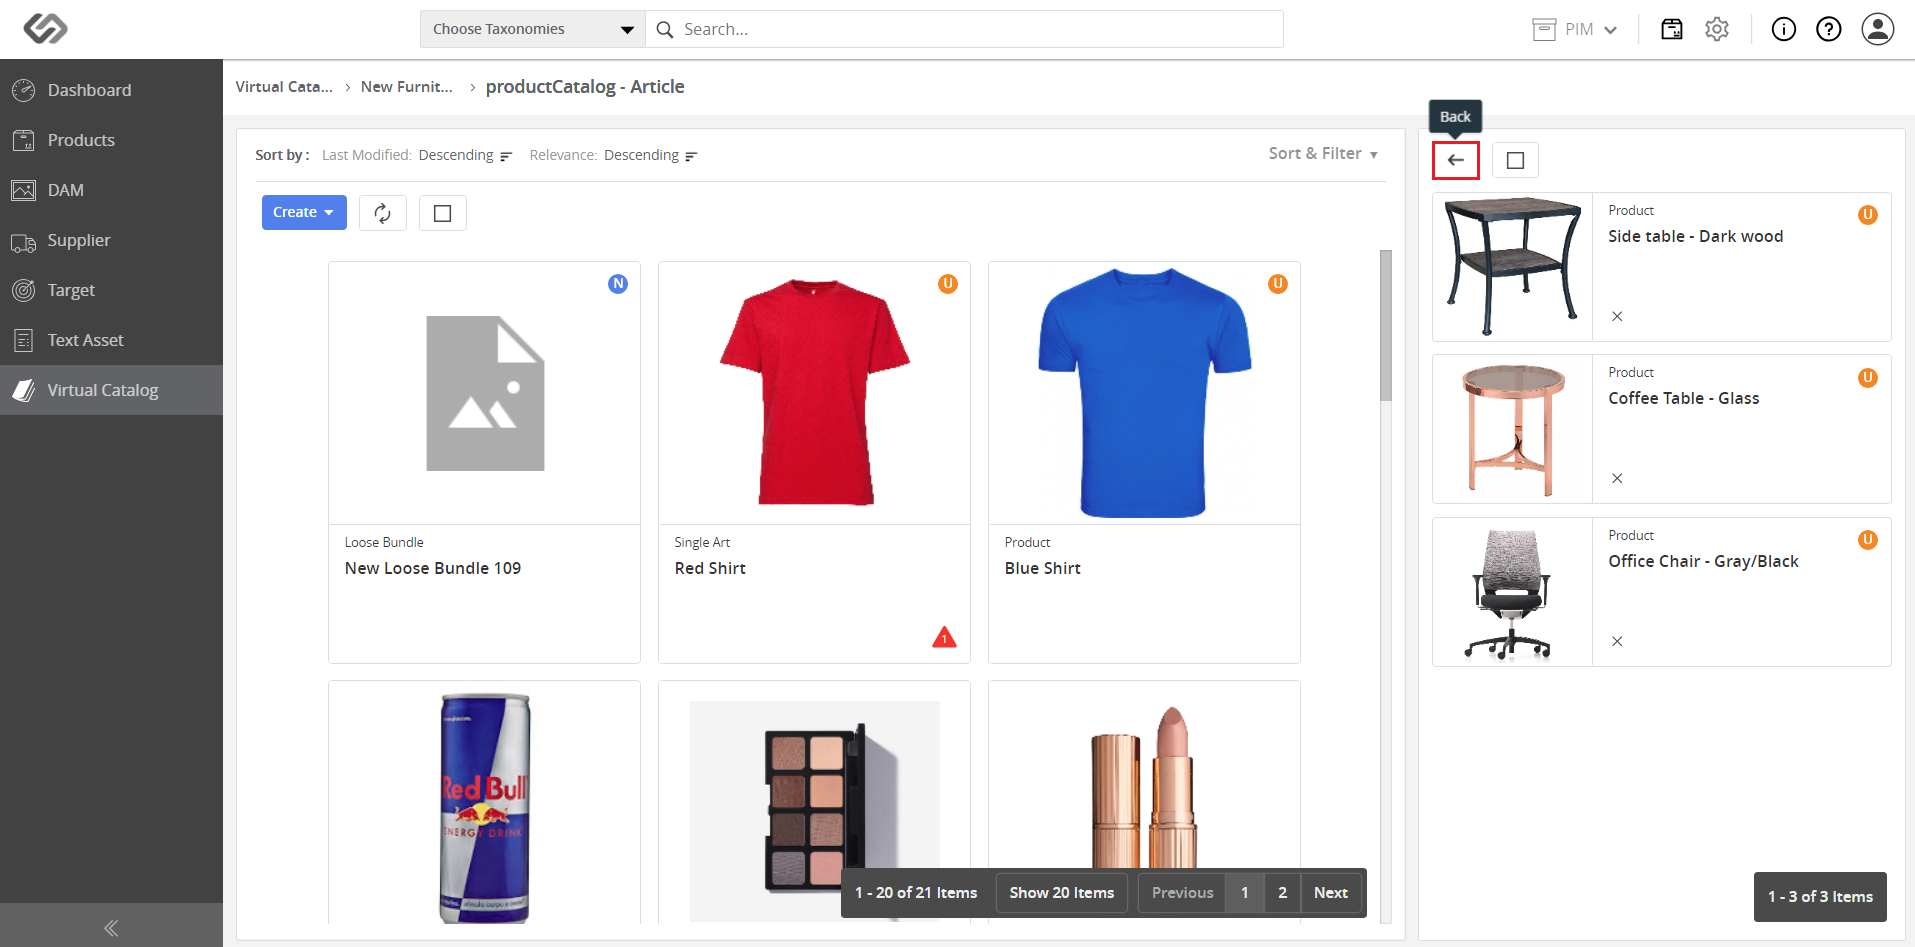 Choose Taxonomies
Search...
PIM
Dashboard
Products
DAM
Supplier
Target
Text Asset
Virtual Catalog
Virtual Cata... > New Furnit... > productCatalog - Article
Back
Sort by : Last Modified: Descending Relevance: Descending
Sort & Filter
Create
N
U
U
Loose Bundle
New Loose Bundle 109
Single Art
Red Shirt
1
Product
Blue Shirt
Red Bull
ENERGY DRINK
1 - 20 of 21 Items
Show 20 Items
Previous 1 2 Next
Product
U
Side table - Dark wood
Product
U
Coffee Table - Glass
Product
U
Office Chair - Gray/Black
1 - 3 of 3 Items